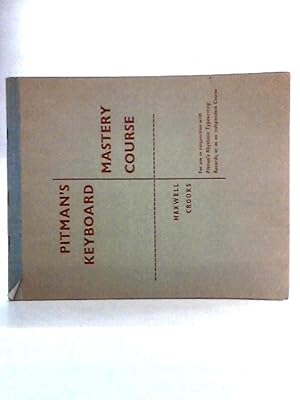 PITMAN'S
KEYBOARD
MASTERY
COURSE
MAXWELL
CROOKS
For use in conjunction with
Pitman's Rhythmic Typewriting
Records, or as an Independent Course